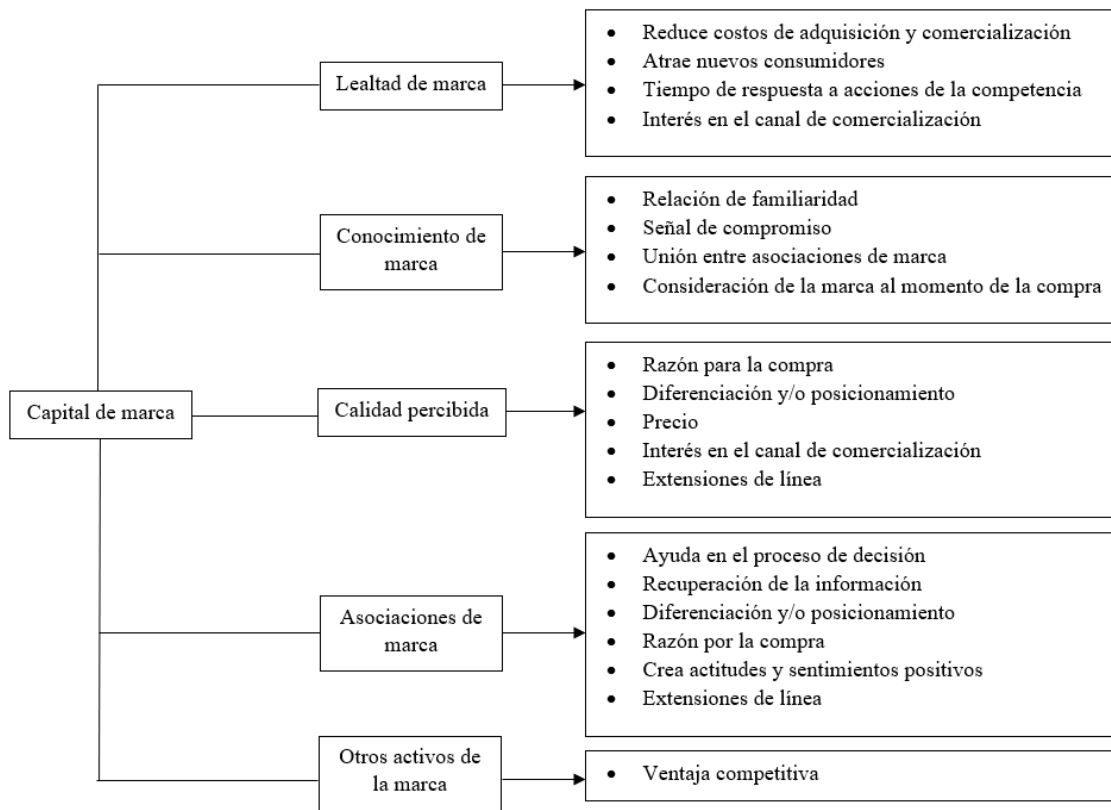 Capital de marca
Lealtad de marca
• Reduce costos de adquisición y comercialización
• Atrae nuevos consumidores
• Tiempo de respuesta a acciones de la competencia
• Interés en el canal de comercialización
Conocimiento de
marca
• Relación de familiaridad
• Señal de compromiso
• Unión entre asociaciones de marca
• Consideración de la marca al momento de la compra
Calidad percibida
• Razón para la compra
• Diferenciación y/o posicionamiento
• Precio
• Interés en el canal de comercialización
• Extensiones de línea
Asociaciones de
marca
• Ayuda en el proceso de decisión
• Recuperación de la información
• Diferenciación y/o posicionamiento
• Razón por la compra
• Crea actitudes y sentimientos positivos
• Extensiones de línea
Otros activos de
la marca
• Ventaja competitiva